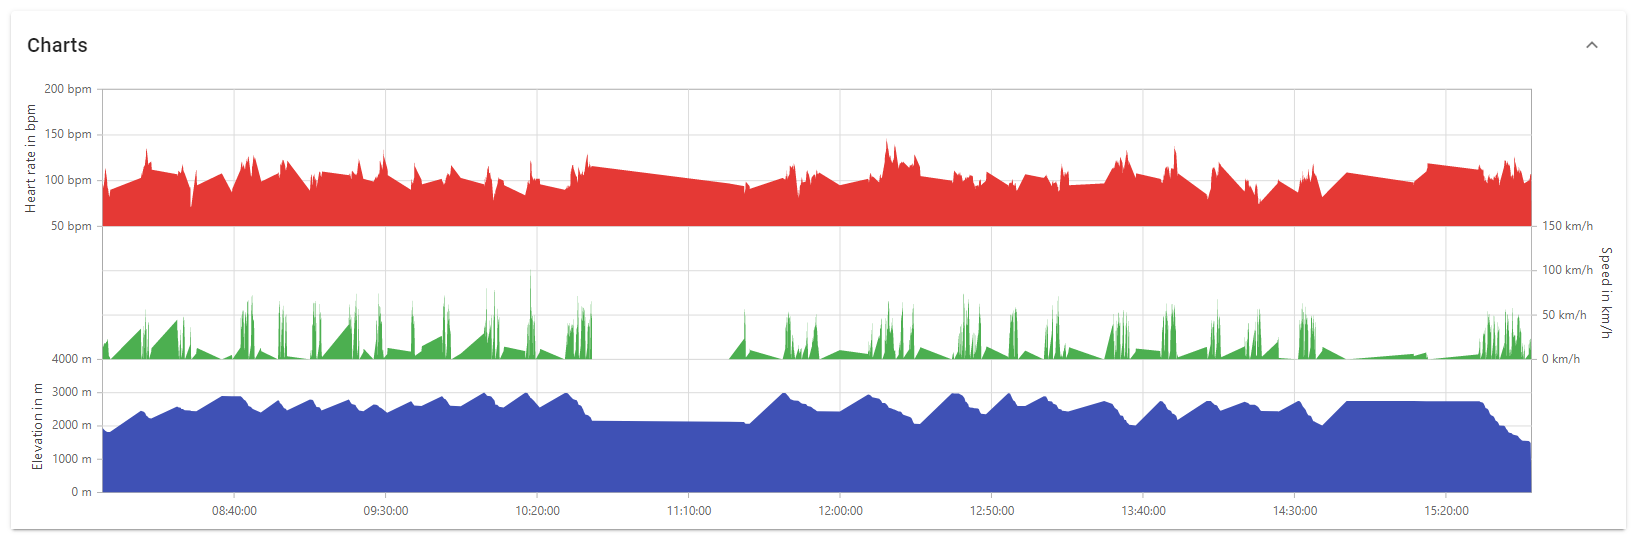 Charts
Heart rate in bpm
200 bpm
150 bpm
100 bpm
50 bpm
150 km/h
100 km/h
50 km/h
0 km/h
Speed in km/h
Elevation in m
4000 m
3000 m
2000 m
1000 m
0 m
08:40:00 09:30:00 10:20:00 11:10:00 12:00:00 12:50:00 13:40:00 14:30:00 15:20:00